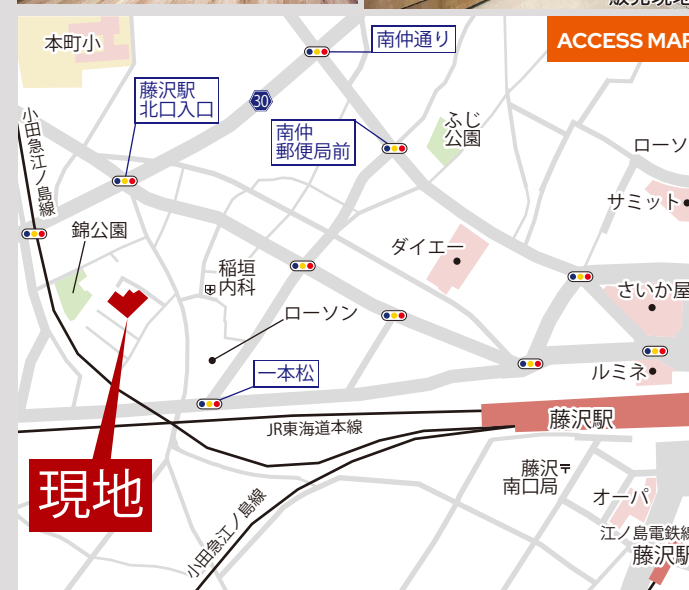 ACCESS MAP
本町小
南仲通り
藤沢駅
北口入口
30
南仲
郵便局前
ふじ
公園
ローソ
小田急江ノ島線
サミット
錦公園
ダイエー
稲垣
内科
さいか屋
ローソン
一本松
ルミネ
JR東海道本線
藤沢駅
現地
藤沢〒
南口局
オーパ
小田急江ノ島線
江ノ島電鉄線
藤沢駅